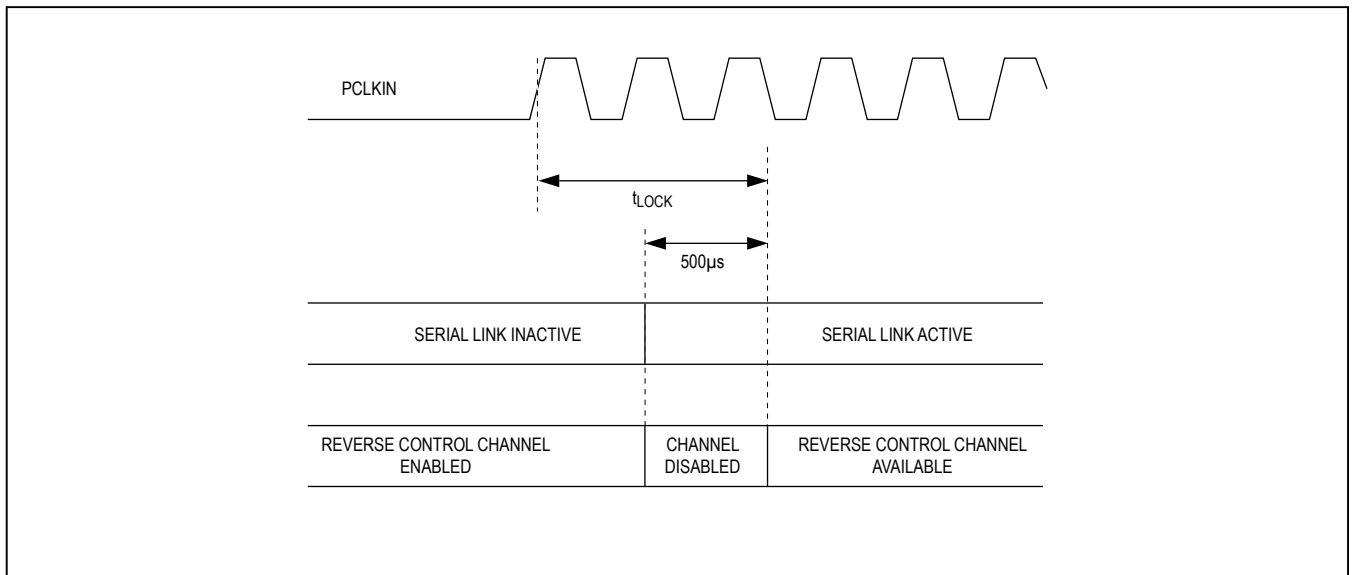 PCLKIN
tLOCK
500µs
SERIAL LINK INACTIVE
SERIAL LINK ACTIVE
REVERSE CONTROL CHANNEL
ENABLED
CHANNEL
DISABLED
REVERSE CONTROL CHANNEL
AVAILABLE